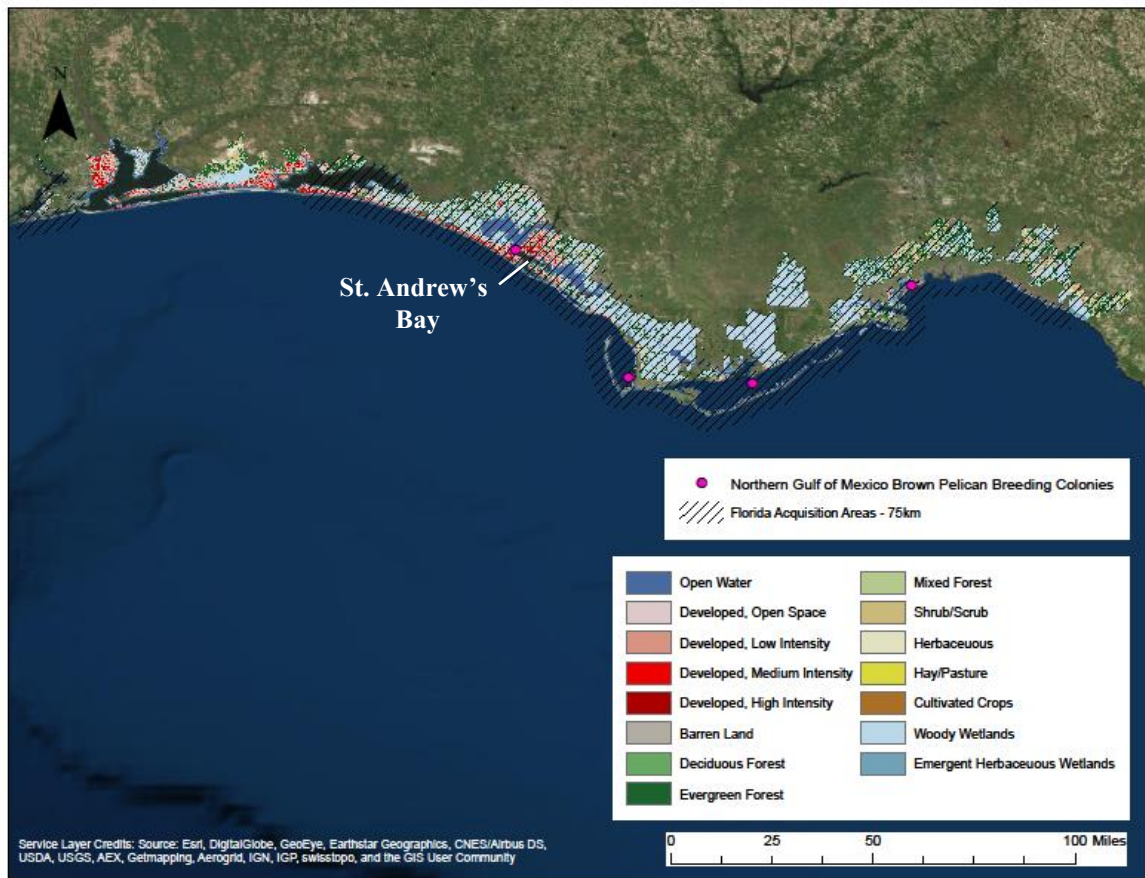 N
St. Andrew's
Bay
Northern Gulf of Mexico Brown Pelican Breeding Colonies
Florida Acquisition Areas - 75km
Open Water
Developed, Open Space
Developed, Low Intensity
Developed, Medium Intensity
Developed, High Intensity
Barren Land
Deciduous Forest
Evergreen Forest
Mixed Forest
Shrub/Scrub
Herbaceuous
Hay/Pasture
Cultivated Crops
Woody Wetlands
Emergent Herbaceuous Wetlands
Service Layer Credits: Source: Esri, DigitalGlobe, GeoEye, Earthstar Geographics, CNES/Airbus DS,
USDA, USGS, AEX, Getmapping, Aerogrid, IGN, IGP, swisstopo, and the GIS User Community
0 25 50 100 Miles